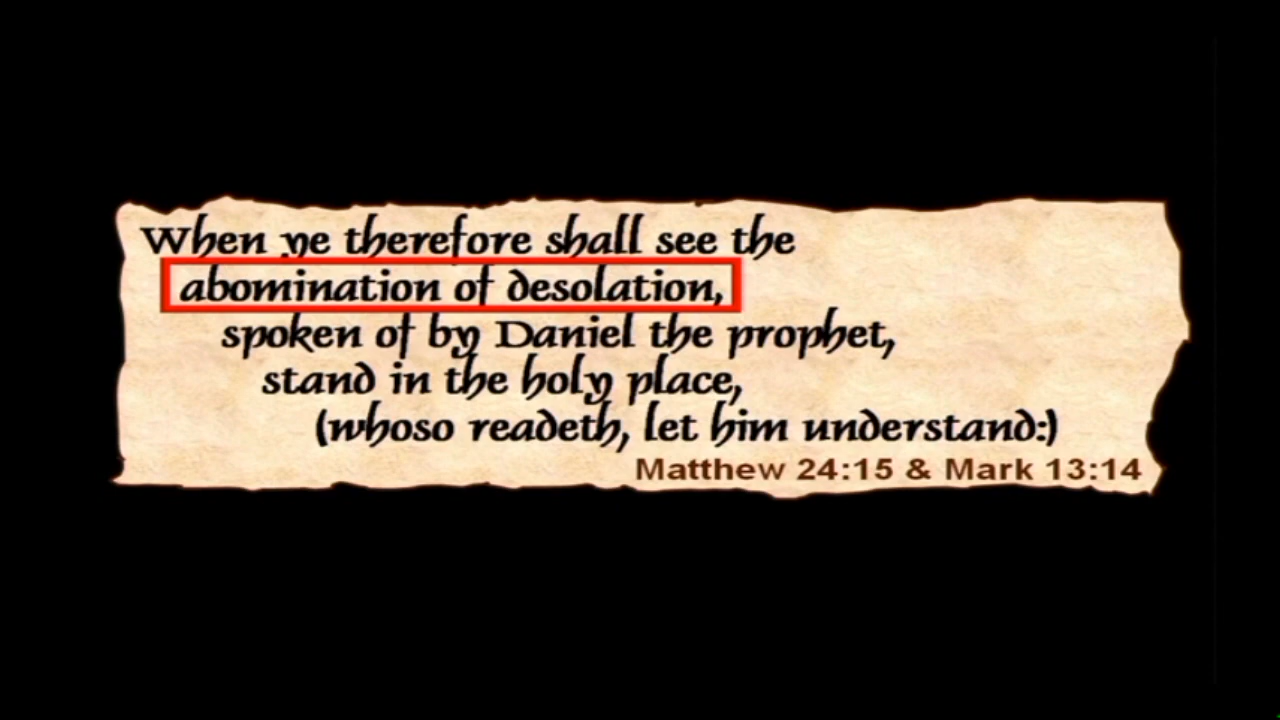 When ye therefore shall see the
abomination of desolation,
spoken of by Daniel the prophet,
stand in the holy place,
(whoso readeth, let him understand:)
Matthew 24:15 & Mark 13:14